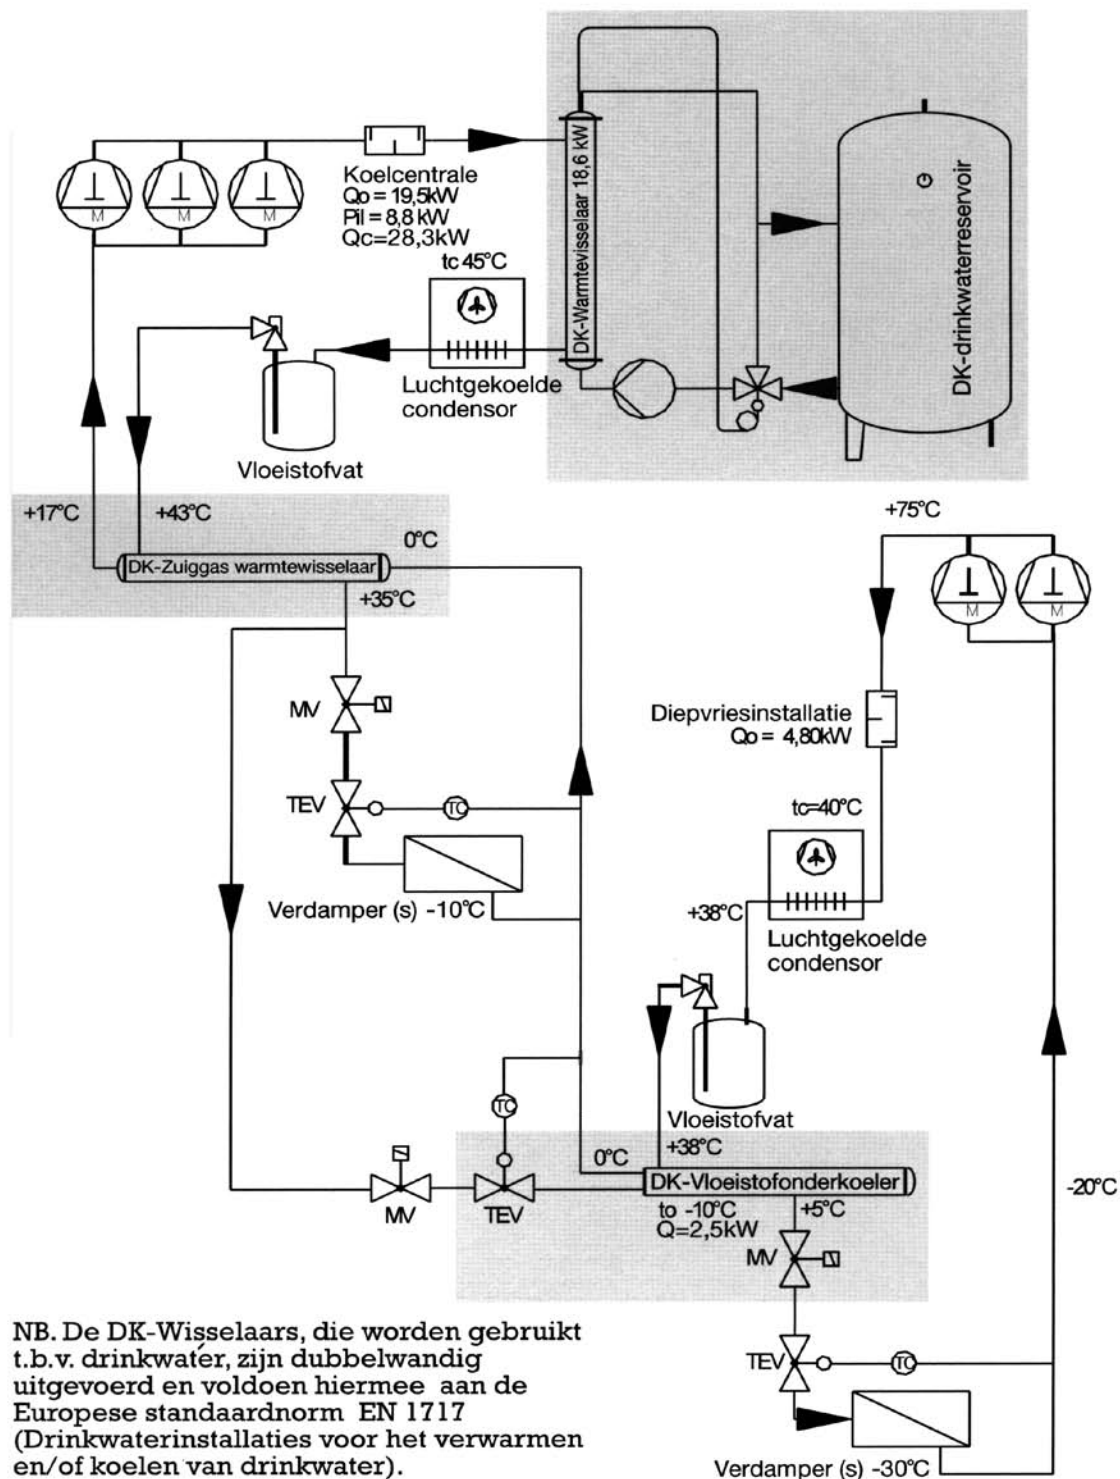 Koelcentrale
Qo = 19,5kW
Pil = 8,8 kW
Qc=28,3kW
DK-Warmtevisselaar 18,6 kW
DK-drinkwaterreservoir
M
M
M
tc 45°C
Luchtgekoelde
condensor
Vloeistofvat
+17°C
+43°C
0°C
DK-Zuiggas warmtewisselaar
+35°C
+75°C
M
M
MV
Diepvriesinstallatie
Qo = 4,80kW
TEV
TC
tc=40°C
Verdamper (s) -10°C
+38°C
Luchtgekoelde
condensor
TC
Vloeistofvat
+38°C
0°C
DK-Vloeistofonderkoeler
-20°C
MV
TEV
to -10°C
Q=2,5kW
+5°C
MV
TEV
TC
Verdamper (s) -30°C
NB. De DK-Wisselaars, die worden gebruikt
t.b.v. drinkwater, zijn dubbelwandig
uitgevoerd en voldoen hiermee aan de
Europese standaardnorm EN 1717
(Drinkwaterinstallaties voor het verwarmen
en/of koelen van drinkwater).